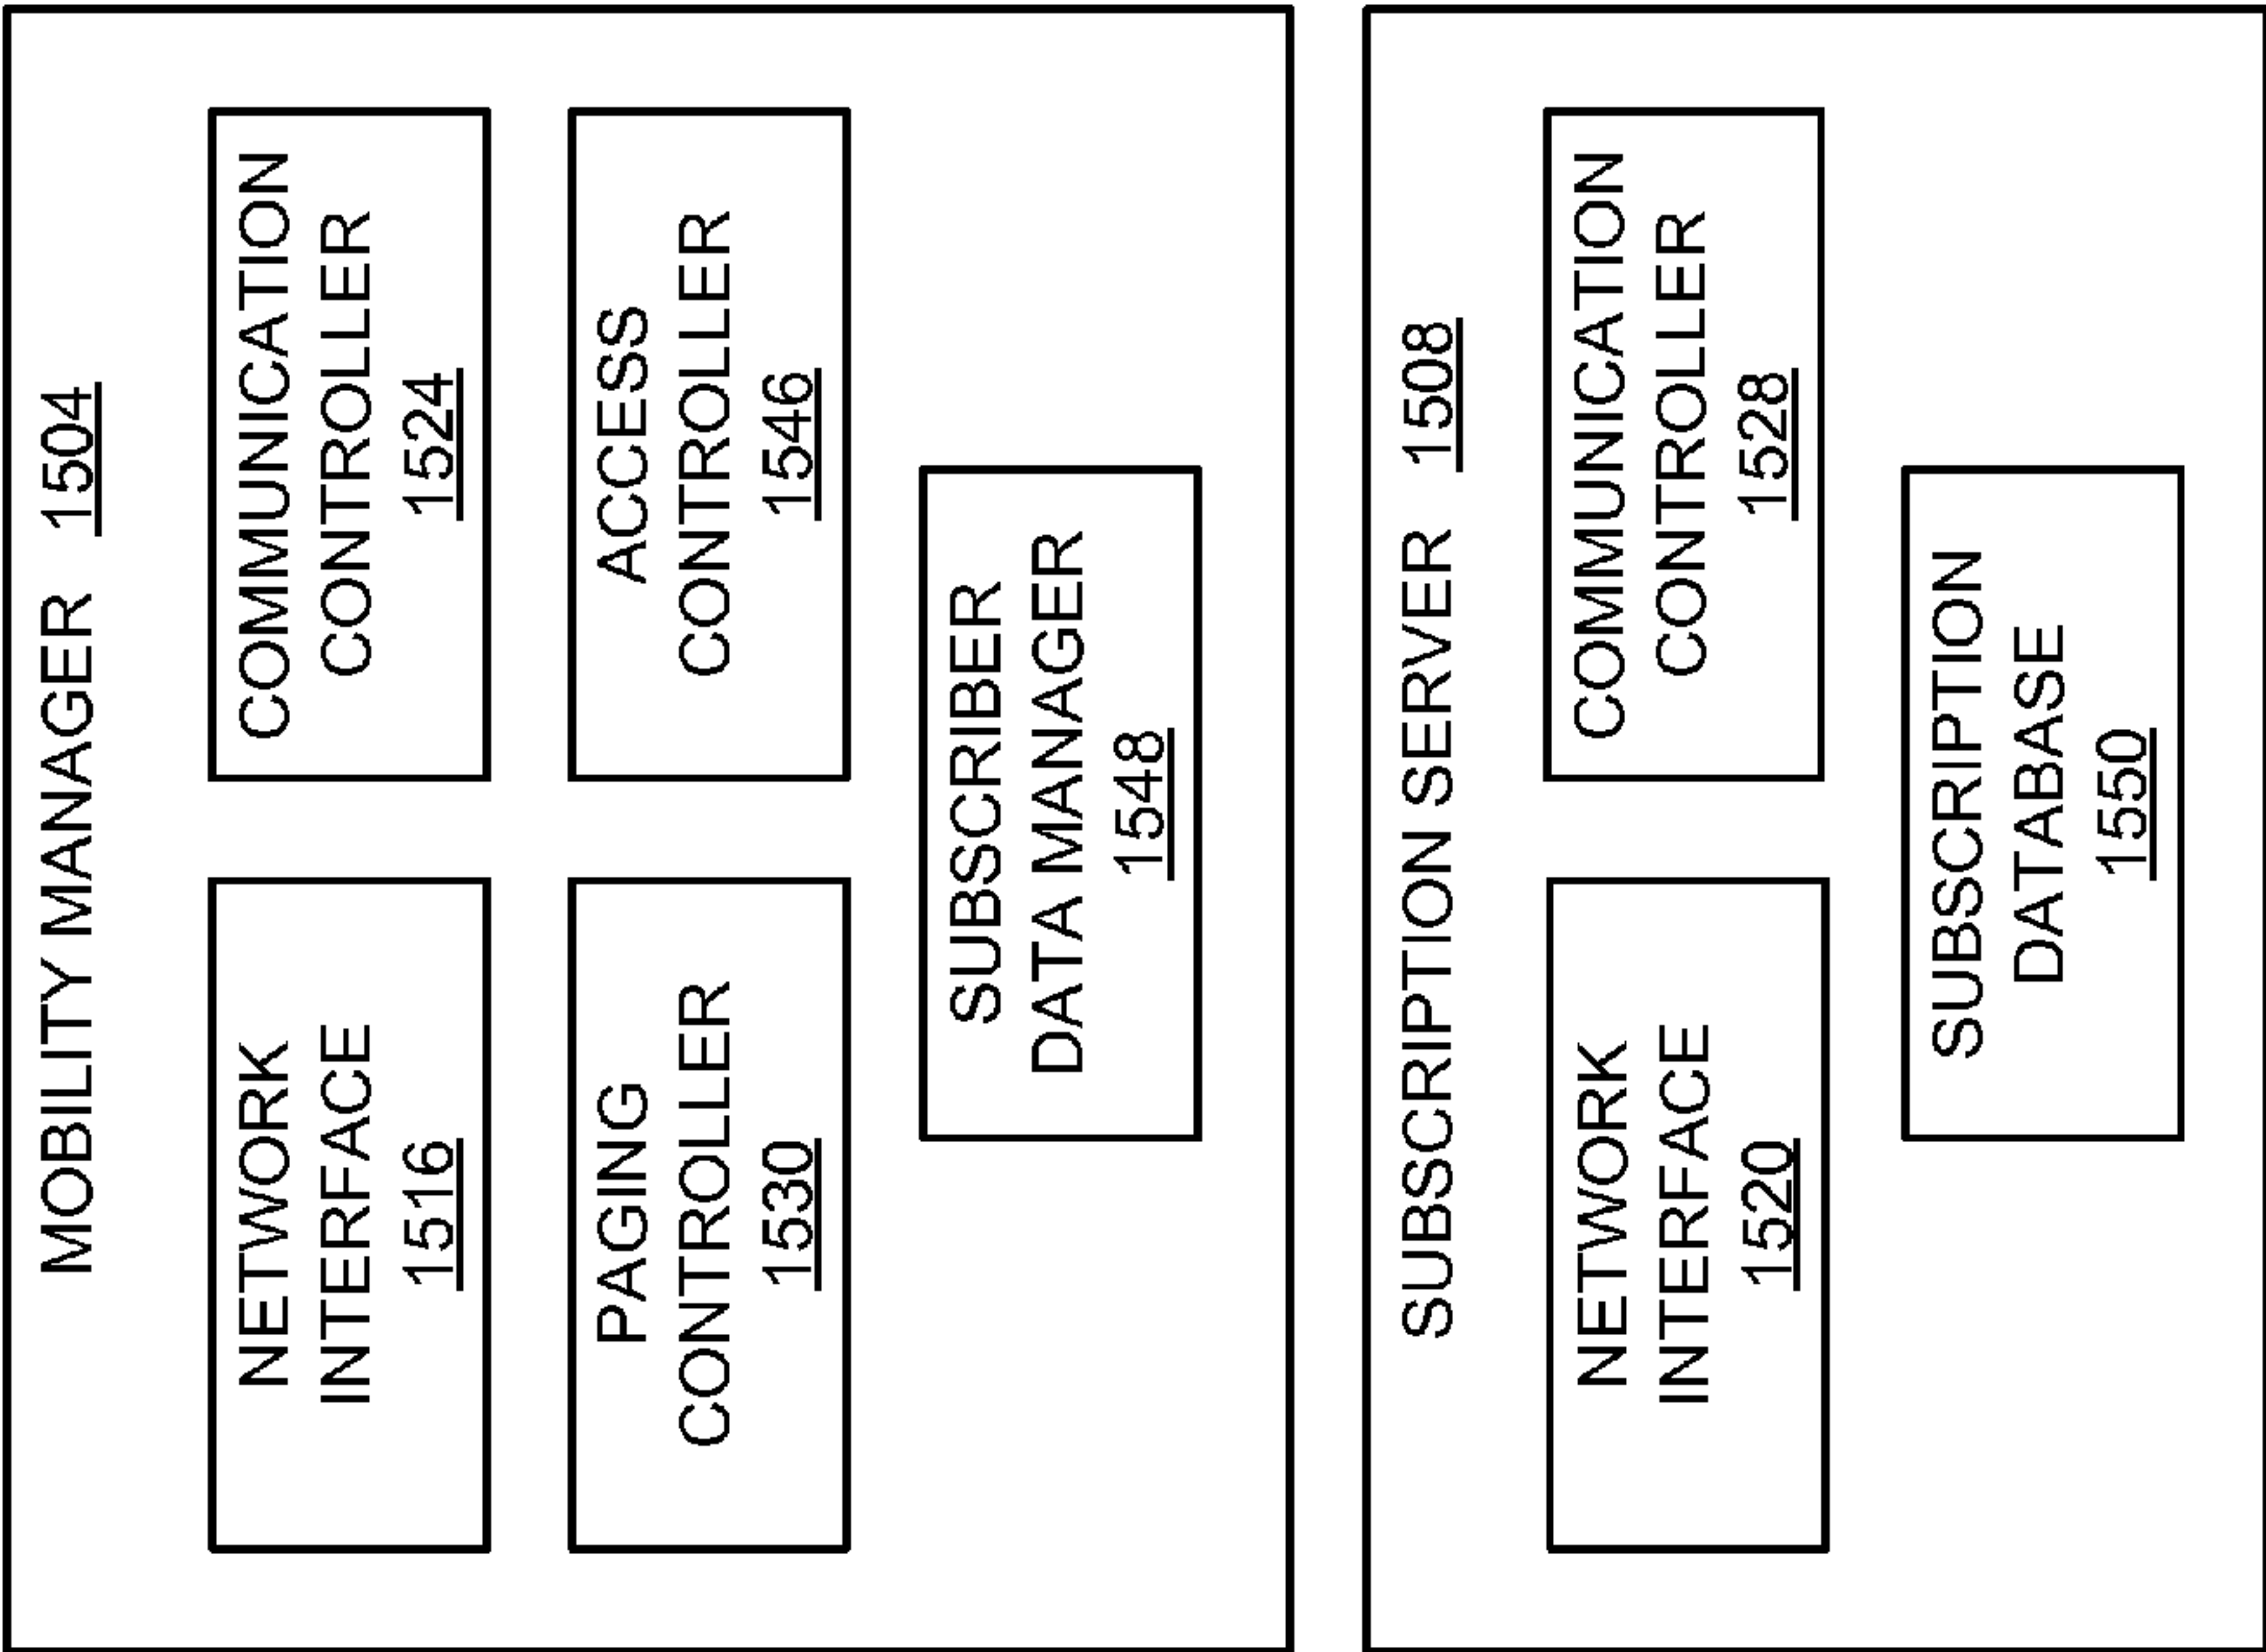 MOBILITY MANAGER 1504
NETWORK
INTERFACE
1516
COMMUNICATION
CONTROLLER
1524
PAGING
CONTROLLER
1530
ACCESS
CONTROLLER
1546
SUBSCRIBER
DATA MANAGER
1548
SUBSCRIPTION SERVER 1508
NETWORK
INTERFACE
1520
COMMUNICATION
CONTROLLER
1528
SUBSCRIPTION
DATABASE
1550